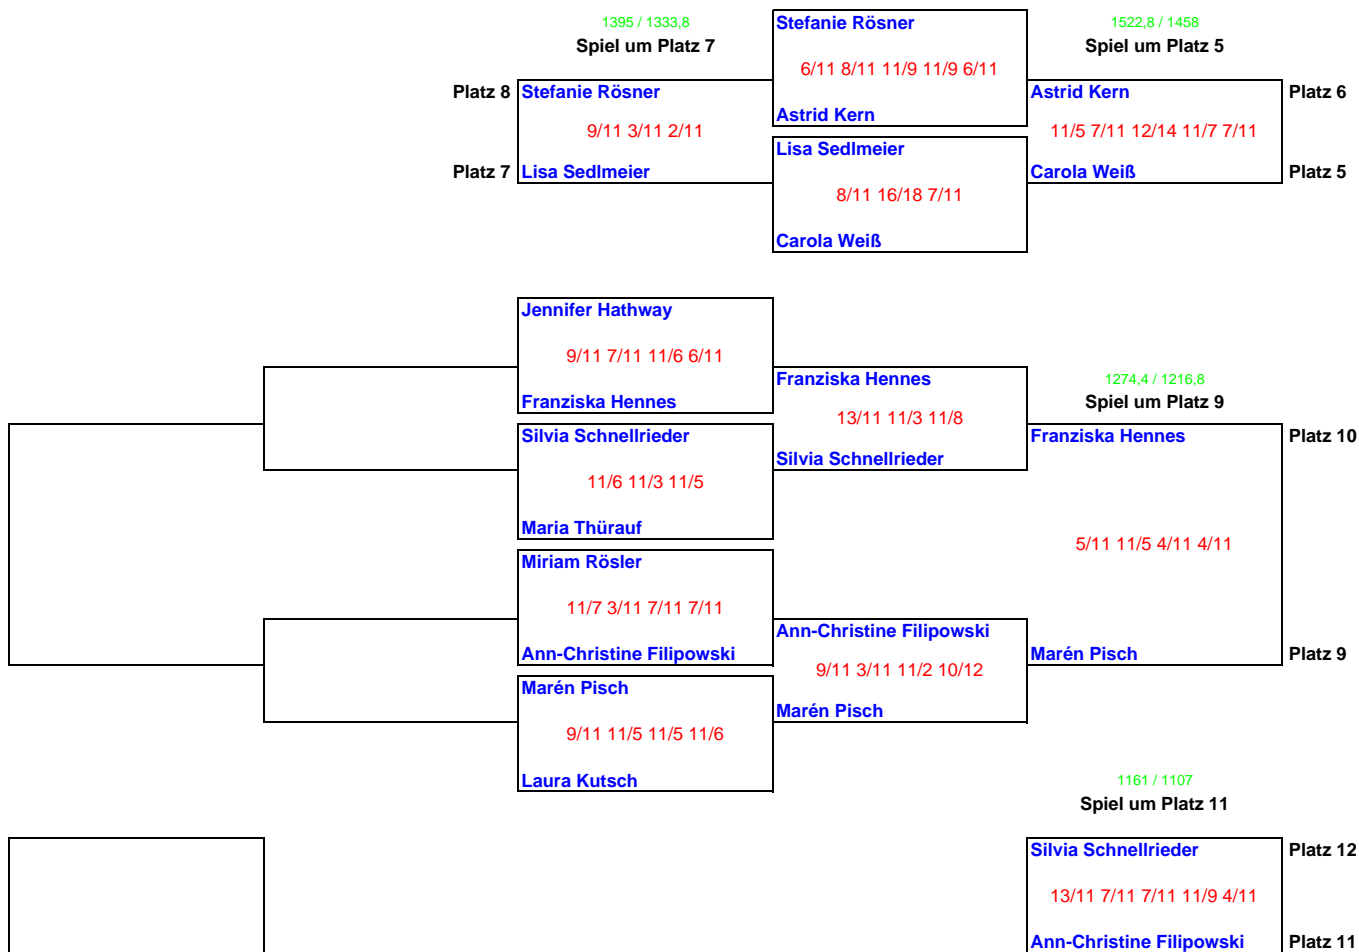 1395 / 1333,8
Spiel um Platz 7
Stefanie Rösner
1522,8 / 1458
Spiel um Platz 5
6/11 8/11 11/9 11/9 6/11
Platz 8 Stefanie Rösner
Astrid Kern
Platz 6
9/11 3/11 2/11
Astrid Kern
11/5 7/11 12/14 11/7 7/11
Lisa Sedlmeier
Platz 7 Lisa Sedlmeier
Carola Weiß
Platz 5
8/11 16/18 7/11
Carola Weiß
Jennifer Hathway
9/11 7/11 11/6 6/11
Franziska Hennes
1274,4 / 1216,8
Franziska Hennes
Spiel um Platz 9
13/11 11/3 11/8
Silvia Schnellrieder
Franziska Hennes
Platz 10
Silvia Schnellrieder
11/6 11/3 11/5
Maria Thürauf
5/11 11/5 4/11 4/11
Miriam Rösler
11/7 3/11 7/11 7/11
Ann-Christine Filipowski
Ann-Christine Filipowski
Marén Pisch
Platz 9
9/11 3/11 11/2 10/12
Marén Pisch
Marén Pisch
9/11 11/5 11/5 11/6
Laura Kutsch
1161 / 1107
Spiel um Platz 11
Silvia Schnellrieder
Platz 12
13/11 7/11 7/11 11/9 4/11
Ann-Christine Filipowski
Platz 11